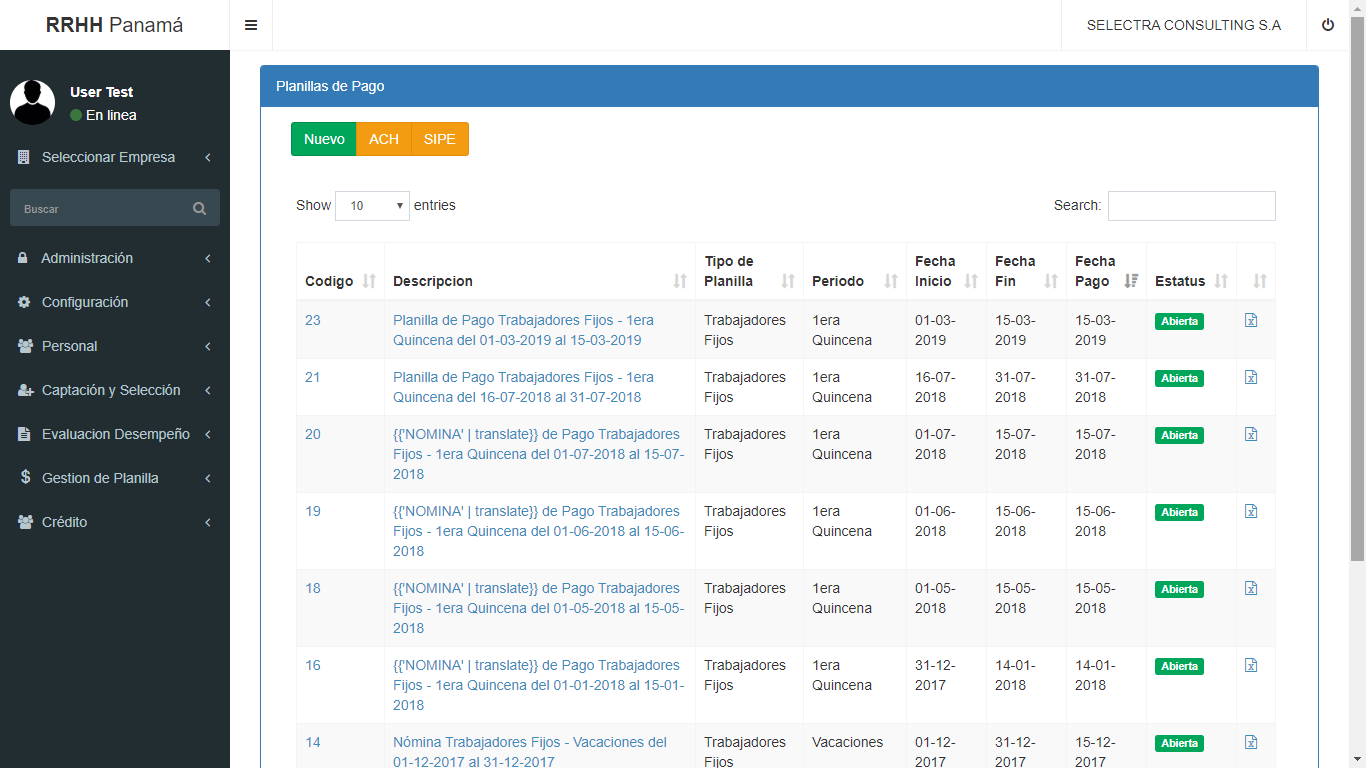 RRHH Panamá
SELECTRA CONSULTING S.A
User Test
En linea
Seleccionar Empresa
Buscar
Administración
Configuración
Personal
Captación y Selección
Evaluacion Desempeño
Gestion de Planilla
Crédito
Planillas de Pago
Nuevo ACH SIPE
Show 10 entries
Search:
Codigo Descripcion Tipo de Planilla Periodo Fecha Inicio Fecha Fin Fecha Pago Estatus
23 Planilla de Pago Trabajadores Fijos - 1era Quincena del 01-03-2019 al 15-03-2019 Trabajadores Fijos 1era Quincena 01-03-2019 15-03-2019 15-03-2019 Abierta
21 Planilla de Pago Trabajadores Fijos - 1era Quincena del 16-07-2018 al 31-07-2018 Trabajadores Fijos 1era Quincena 16-07-2018 31-07-2018 31-07-2018 Abierta
20 {{'NOMINA' | translate}} de Pago Trabajadores Fijos - 1era Quincena del 01-07-2018 al 15-07-2018 Trabajadores Fijos 1era Quincena 01-07-2018 15-07-2018 15-07-2018 Abierta
19 {{'NOMINA' | translate}} de Pago Trabajadores Fijos - 1era Quincena del 01-06-2018 al 15-06-2018 Trabajadores Fijos 1era Quincena 01-06-2018 15-06-2018 15-06-2018 Abierta
18 {{'NOMINA' | translate}} de Pago Trabajadores Fijos - 1era Quincena del 01-05-2018 al 15-05-2018 Trabajadores Fijos 1era Quincena 01-05-2018 15-05-2018 15-05-2018 Abierta
16 {{'NOMINA' | translate}} de Pago Trabajadores Fijos - 1era Quincena del 01-01-2018 al 15-01-2018 Trabajadores Fijos 1era Quincena 31-12-2017 14-01-2018 14-01-2018 Abierta
14 Nómina Trabajadores Fijos - Vacaciones del 01-12-2017 al 31-12-2017 Trabajadores Fijos Vacaciones 01-12-2017 31-12-2017 15-12-2017 Abierta